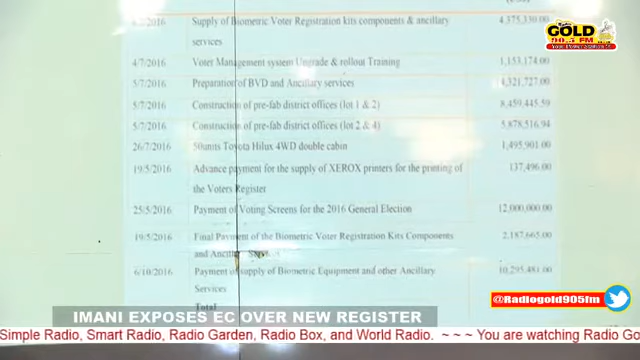 2016 Supply of Biometric Voter Registration kits components & ancillary 4,375,330.00
services
4/7/2016 Voter Management system Upgrade & rollout Training 1,153,174.00
5/7/2016 Preparation of BVD and Ancillary services 4,321,727.00
5/7/2016 Construction of pre-fab district offices (lot 1 & 2) 8,459,445.59
5/7/2016 Construction of pre-fab district offices (lot 2 & 4) 5,878,516.94
26/7/2016 50units Toyota Hilux 4WD double cabin 1,495,901.00
19/5/2016 Advance payment for the supply of XEROX printers for the printing of 137,496.00
the Voters Register
25/5/2016 Payment of Voting Screens for the 2016 General Election 12,000,000.00
19/5/2016 Final Payment of the Biometric Voter Registration Kits Components 2,187,665.00
and Ancillary
6/10/2016 Payment of supply of Biometric Equipment and other Ancillary 10,295,481.00
Services
Total
Radio
GOLD
90.5 FM
@Radiogold905fm
IMANI EXPOSES EC OVER NEW REGISTER
Simple Radio, Smart Radio, Radio Garden, Radio Box, and World Radio. ~ ~ ~ You are watching Radio Go